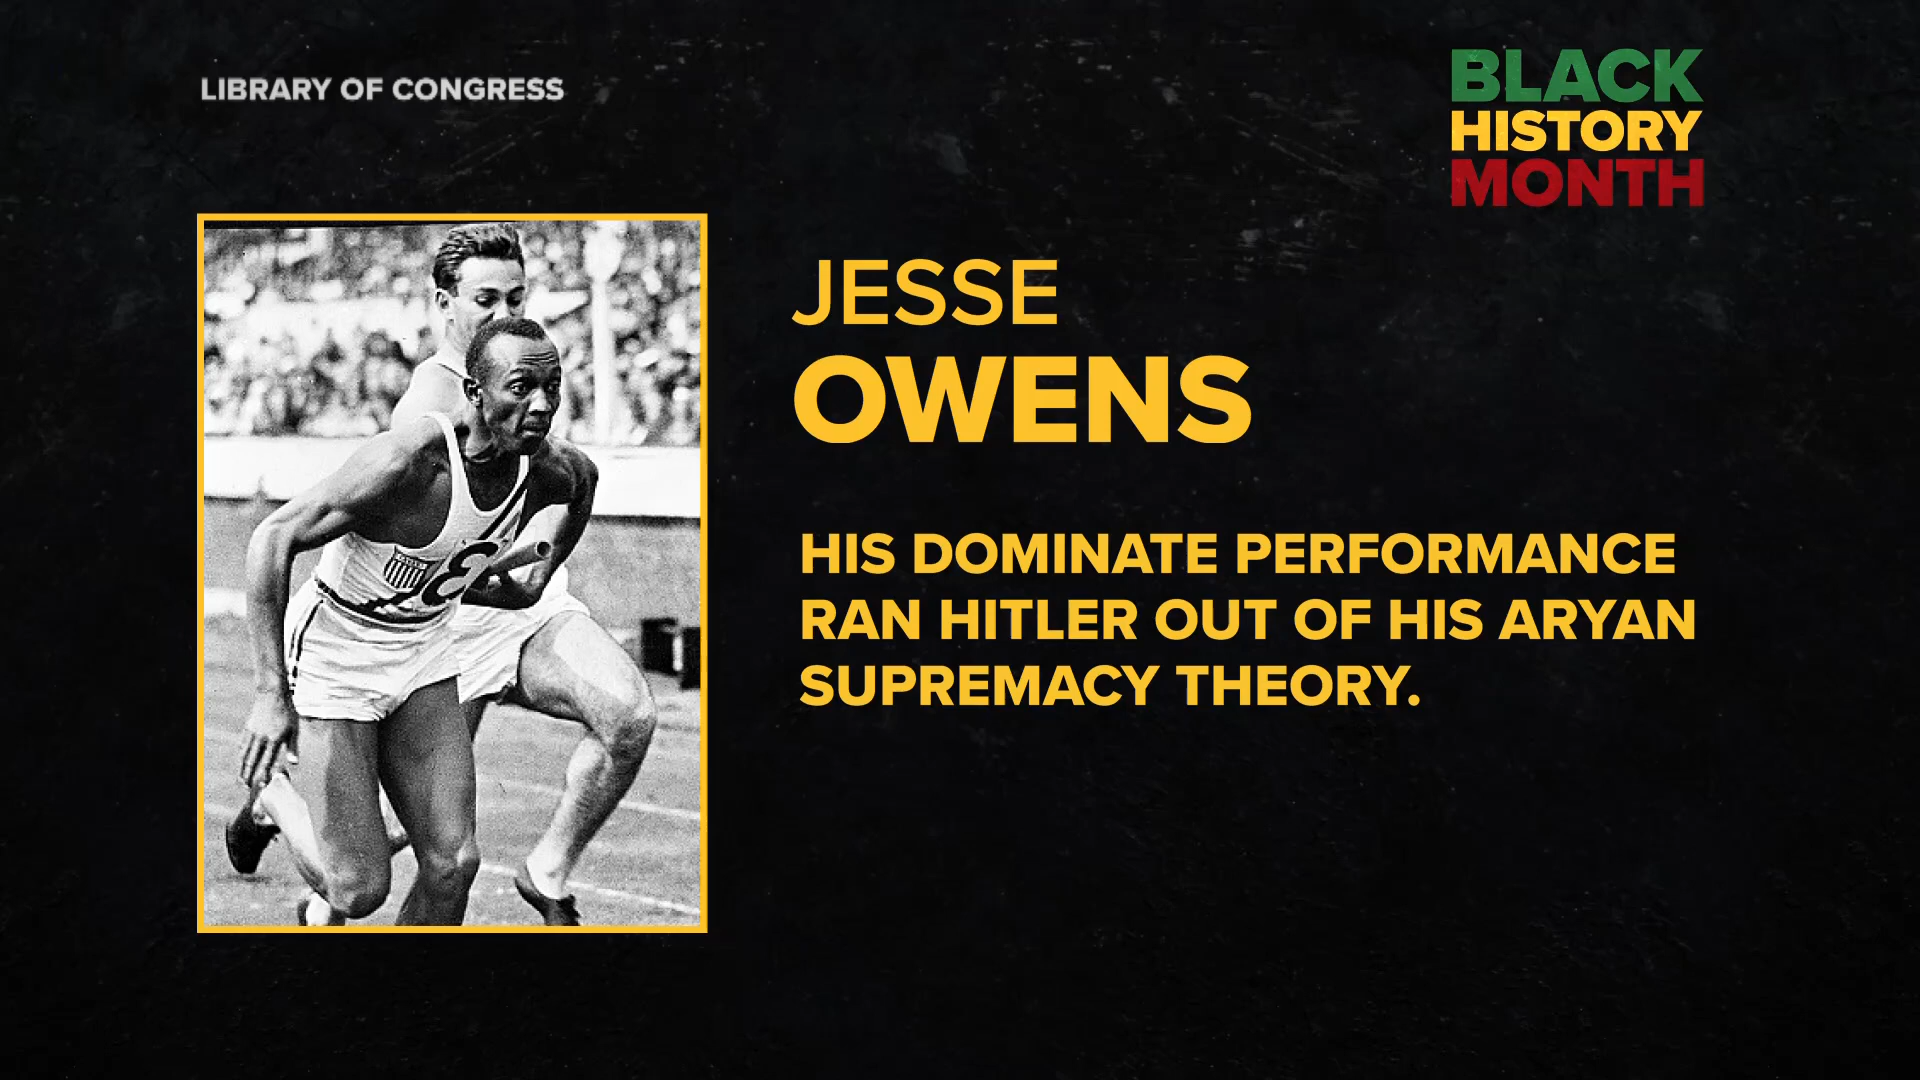 LIBRARY OF CONGRESS
BLACK
HISTORY
MONTH
JESSE
OWENS
HIS DOMINATE PERFORMANCE
RAN HITLER OUT OF HIS ARYAN
SUPREMACY THEORY.